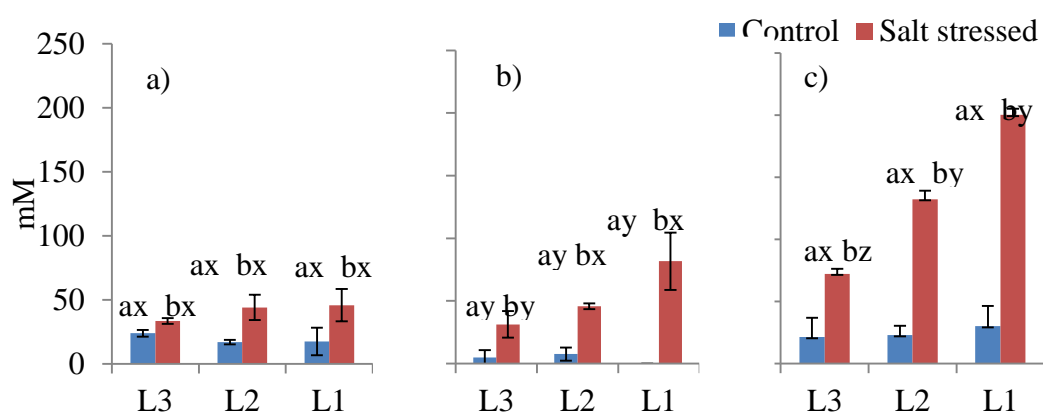 Control Salt stressed
250
200
150
100
50
0
mM
a)
b)
c)
ax bx
ax bx
ax bx
ay by
ay bx
ay bx
ax bz
ax by
ax by
L3 L2 L1
L3 L2 L1
L3 L2 L1